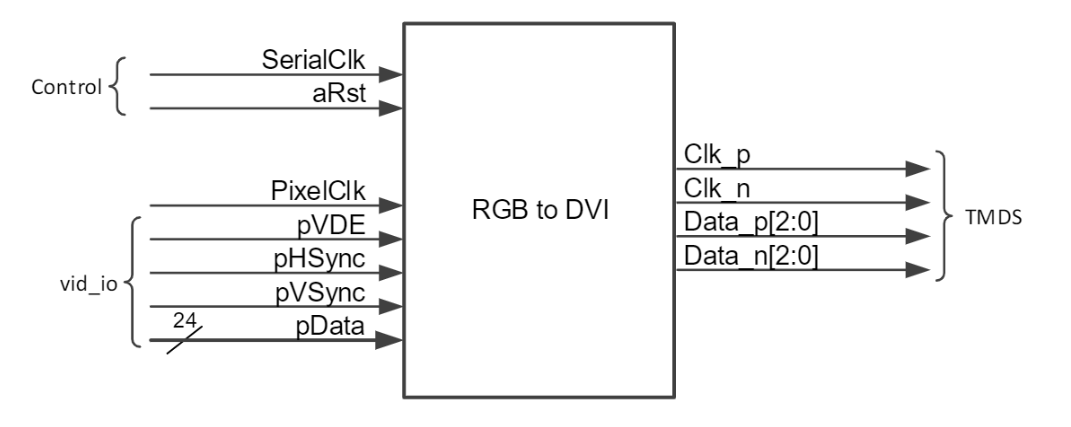 SerialClk
Control
aRst
PixelClk
pVDE
pHSync
vid_io
pVSync
24
pData
RGB to DVI
Clk_p
Clk_n
Data_p[2:0]
Data_n[2:0]
TMDS